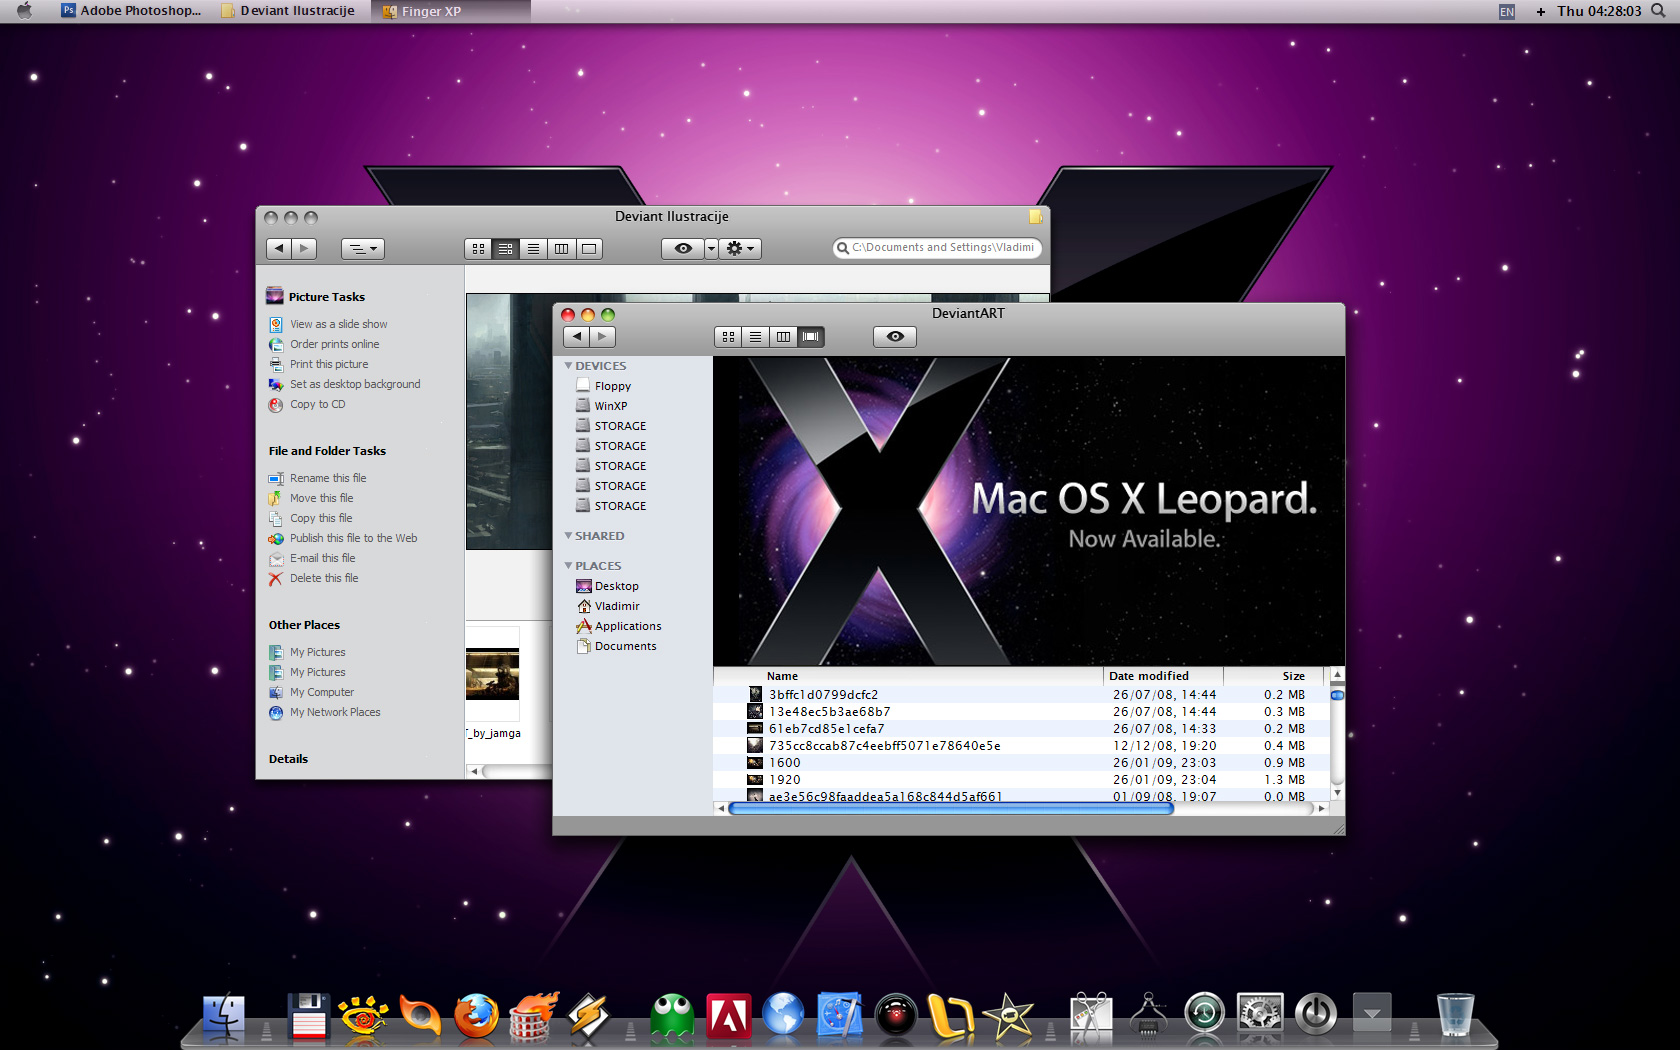 Adobe Photoshop...
Deviant Ilustracije
Finger XP
EN
Thu 04:28:03
Deviant Ilustracije
C:\Documents and Settings\Vladimi
Picture Tasks
View as a slide show
Order prints online
Print this picture
Set as desktop background
Copy to CD
File and Folder Tasks
Rename this file
Move this file
Copy this file
Publish this file to the Web
E-mail this file
Delete this file
Other Places
My Pictures
My Pictures
My Computer
My Network Places
Details
_by_jamga
DeviantART
DEVICES
Floppy
WinXP
STORAGE
STORAGE
STORAGE
STORAGE
STORAGE
SHARED
PLACES
Desktop
Vladimir
Applications
Documents
Mac OS X Leopard.
Now Available.
Name Date modified Size
3bffc1d0799dcfc2 26/07/08, 14:44 0.2 MB
13e48ec5b3ae68b7 26/07/08, 14:44 0.3 MB
61eb7cd85e1cefa7 26/07/08, 14:33 0.2 MB
735cc8ccab87c4eebff5071e78640e5e 12/12/08, 19:20 0.4 MB
1600 26/01/09, 23:03 0.9 MB
1920 26/01/09, 23:04 1.3 MB
ae3e56c98faaddea5a168c844d5af661 01/09/08, 19:07 0.0 MB